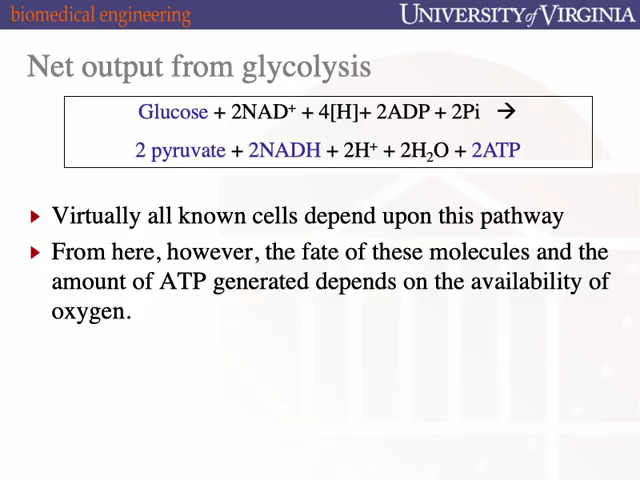 biomedical engineering
UNIVERSITY of VIRGINIA
Net output from glycolysis
Glucose + 2NAD⁺ + 4[H]+ 2ADP + 2Pi →
2 pyruvate + 2NADH + 2H⁺ + 2H₂O + 2ATP
Virtually all known cells depend upon this pathway
From here, however, the fate of these molecules and the
amount of ATP generated depends on the availability of
oxygen.